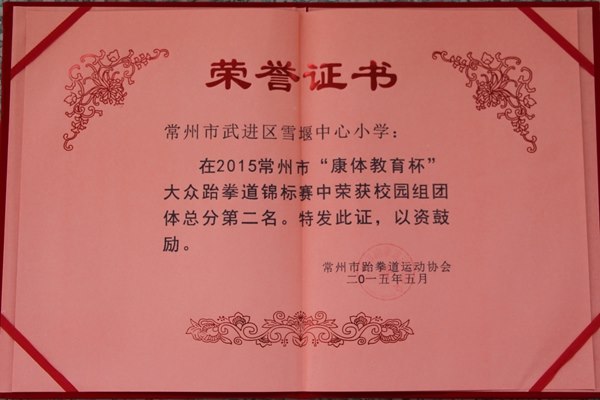 荣誉证书
常州市武进区雪堰中心小学：
在2015常州市“康体教育杯”
大众跆拳道锦标赛中荣获校园组团
体总分第二名。特发此证，以资鼓
励。
常州市跆拳道运动协会
二0一五年五月